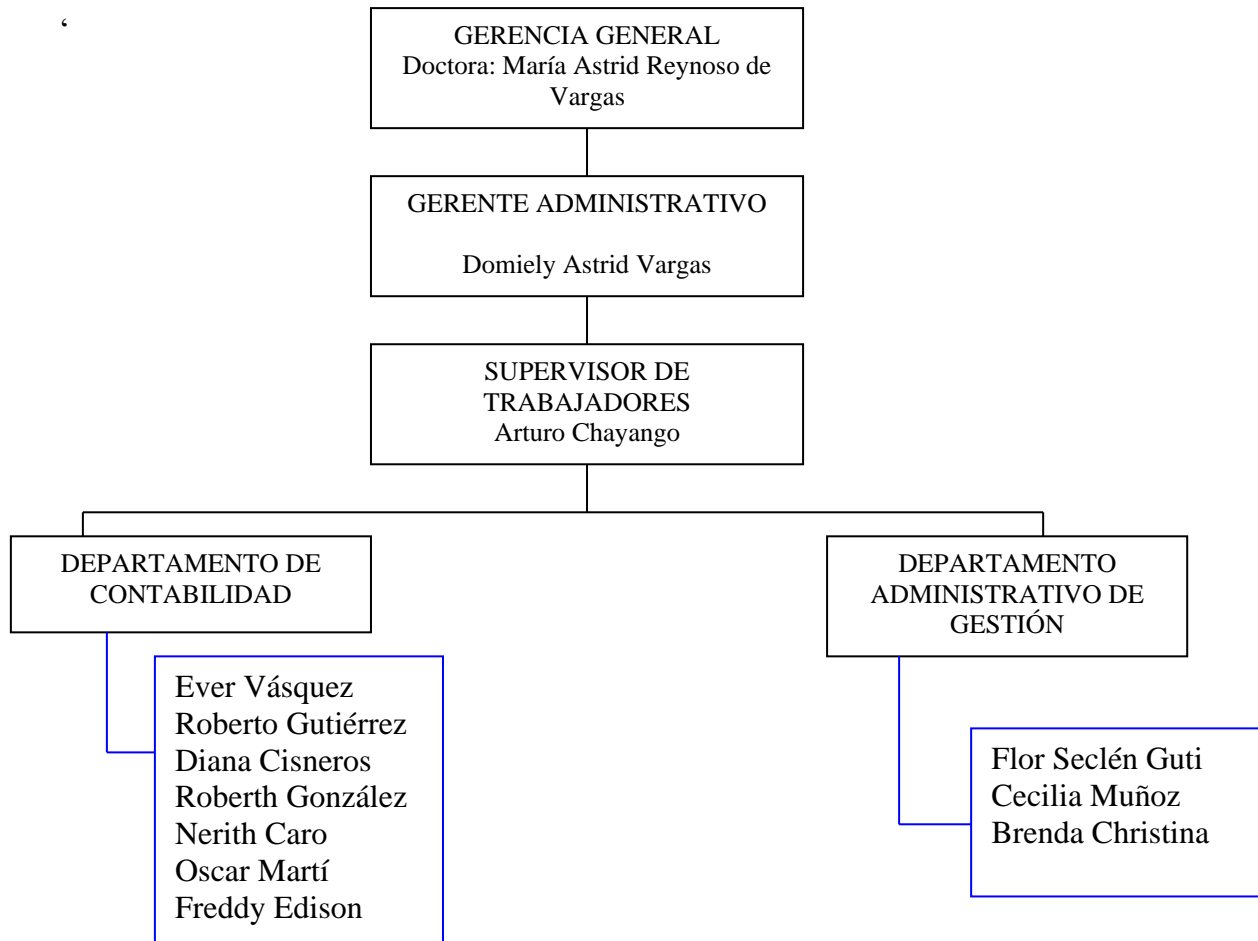 ‘
GERENCIA GENERAL
Doctora: María Astrid Reynoso de
Vargas
GERENTE ADMINISTRATIVO
Domiely Astrid Vargas
SUPERVISOR DE
TRABAJADORES
Arturo Chayango
DEPARTAMENTO DE
CONTABILIDAD
Ever Vásquez
Roberto Gutiérrez
Diana Cisneros
Roberth González
Nerith Caro
Oscar Martí
Freddy Edison
DEPARTAMENTO
ADMINISTRATIVO DE
GESTIÓN
Flor Seclén Guti
Cecilia Muñoz
Brenda Christina